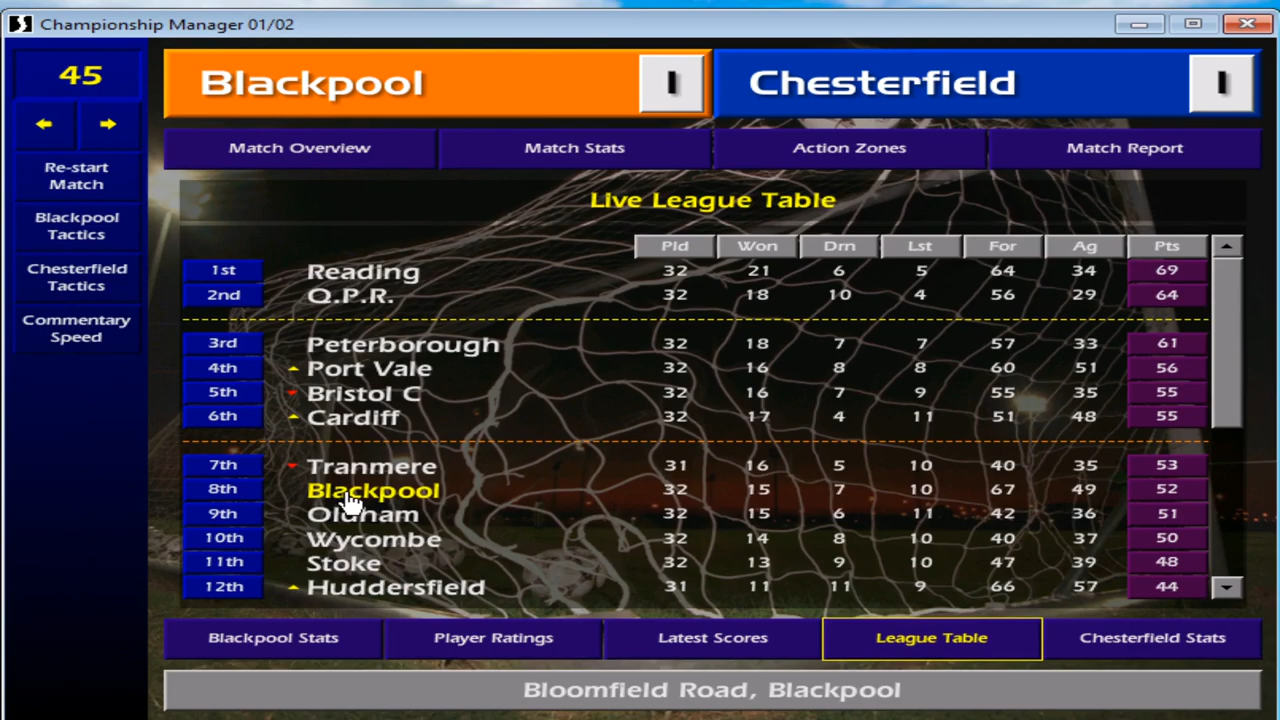 Championship Manager 01/02
45
Re-start
Match
Blackpool
Tactics
Chesterfield
Tactics
Commentary
Speed
Blackpool 1 Chesterfield 1
Match Overview Match Stats Action Zones Match Report
Live League Table
Pld Won Drn Lst For Ag Pts
1st Reading 32 21 6 5 64 34 69
2nd Q.P.R. 32 18 10 4 56 29 64
3rd Peterborough 32 18 7 7 57 33 61
4th Port Vale 32 16 8 8 60 51 56
5th Bristol C 32 16 7 9 55 35 55
6th Cardiff 32 17 4 11 51 48 55
7th Tranmere 31 16 5 10 40 35 53
8th Blackpool 32 15 7 10 67 49 52
9th Oldham 32 15 6 11 42 36 51
10th Wycombe 32 14 8 10 40 37 50
11th Stoke 32 13 9 10 47 39 48
12th Huddersfield 31 11 11 9 66 57 44
Blackpool Stats Player Ratings Latest Scores League Table Chesterfield Stats
Bloomfield Road, Blackpool